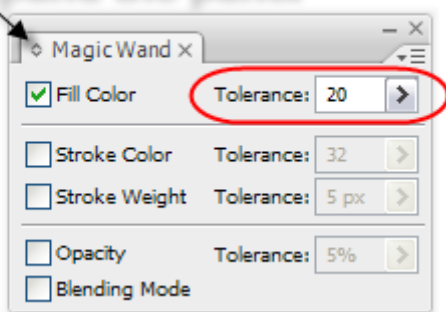 Magic Wand
Fill Color Tolerance: 20
Stroke Color Tolerance: 32
Stroke Weight Tolerance: 5 px
Opacity Tolerance: 5%
Blending Mode